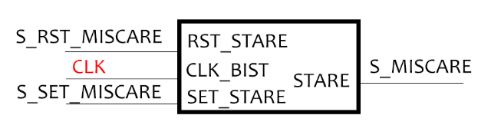 S_RST_MISCARE
RST_STARE
CLK
CLK_BIST
STARE
S_MISCARE
S_SET_MISCARE
SET_STARE